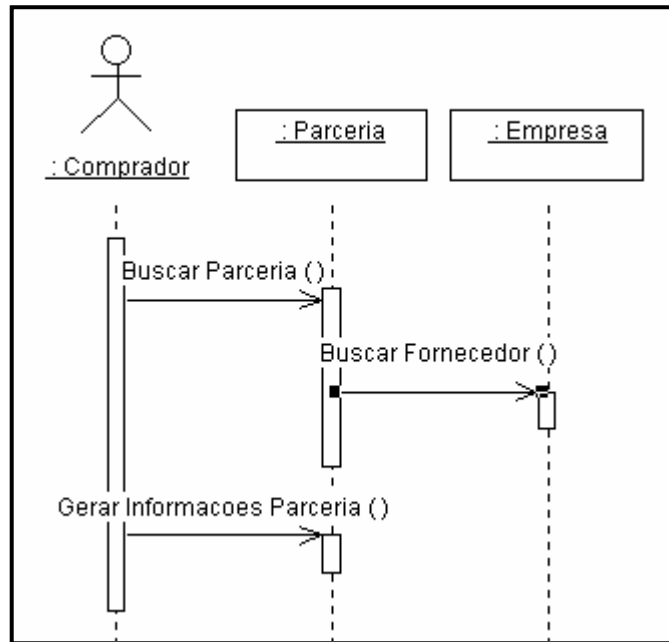 : Parceria
: Empresa
: Comprador
Buscar Parceria ()
Buscar Fornecedor ()
Gerar Informacoes Parceria ()